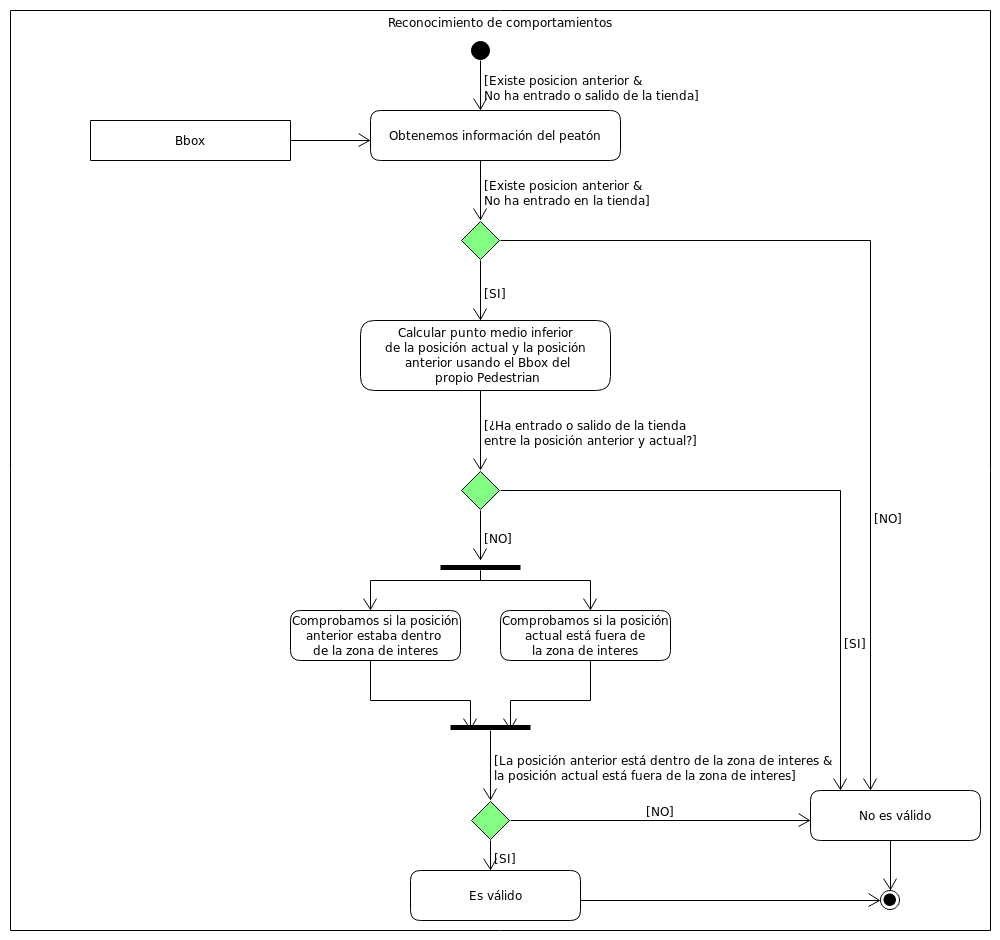 Reconocimiento de comportamientos
[Existe posicion anterior &
No ha entrado o salido de la tienda]
Bbox
Obtenemos información del peatón
[Existe posicion anterior &
No ha entrado en la tienda]
[SI]
Calcular punto medio inferior
de la posición actual y la posición
anterior usando el Bbox del
propio Pedestrian
[¿Ha entrado o salido de la tienda
entre la posición anterior y actual?]
[NO]
[NO]
Comprobamos si la posición
anterior estaba dentro
de la zona de interes
Comprobamos si la posición
actual está fuera de
la zona de interes
[SI]
[La posición anterior está dentro de la zona de interes &
la posición actual está fuera de la zona de interes]
[NO]
No es válido
[SI]
Es válido